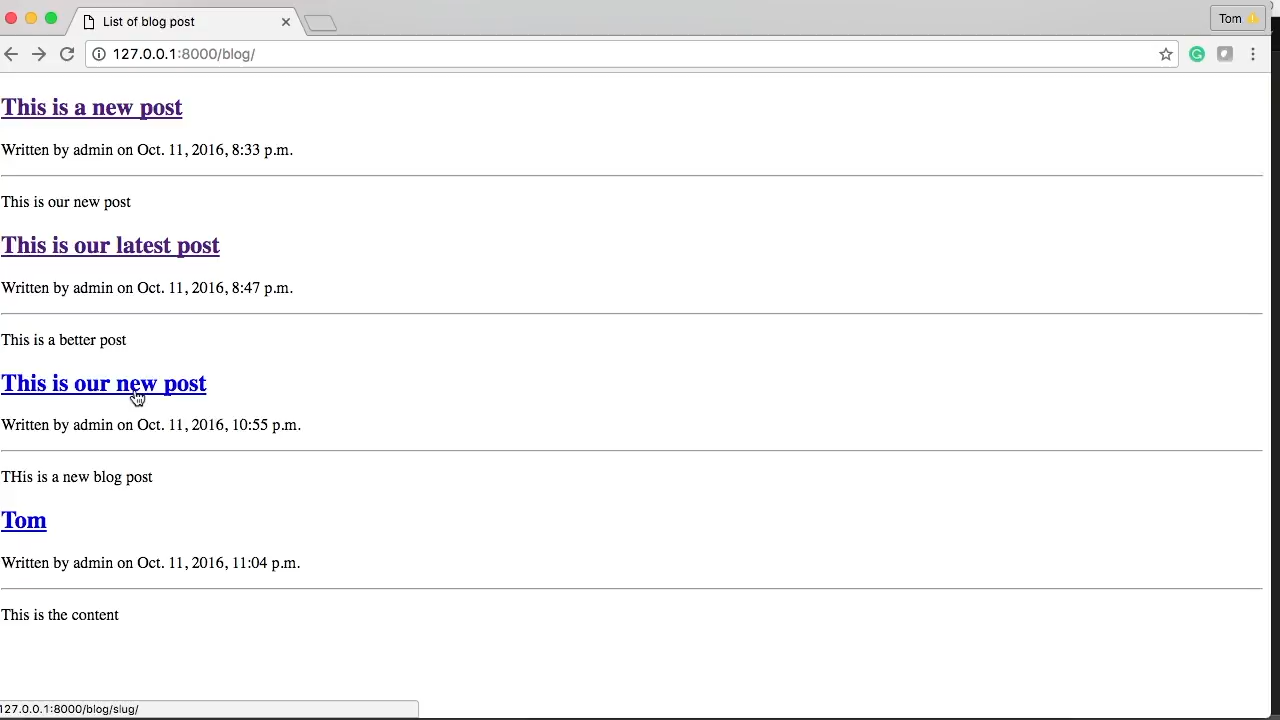 List of blog post
Tom
127.0.0.1:8000/blog/
This is a new post
Written by admin on Oct. 11, 2016, 8:33 p.m.
This is our new post
This is our latest post
Written by admin on Oct. 11, 2016, 8:47 p.m.
This is a better post
This is our new post
Written by admin on Oct. 11, 2016, 10:55 p.m.
THis is a new blog post
Tom
Written by admin on Oct. 11, 2016, 11:04 p.m.
This is the content
127.0.0.1:8000/blog/slug/